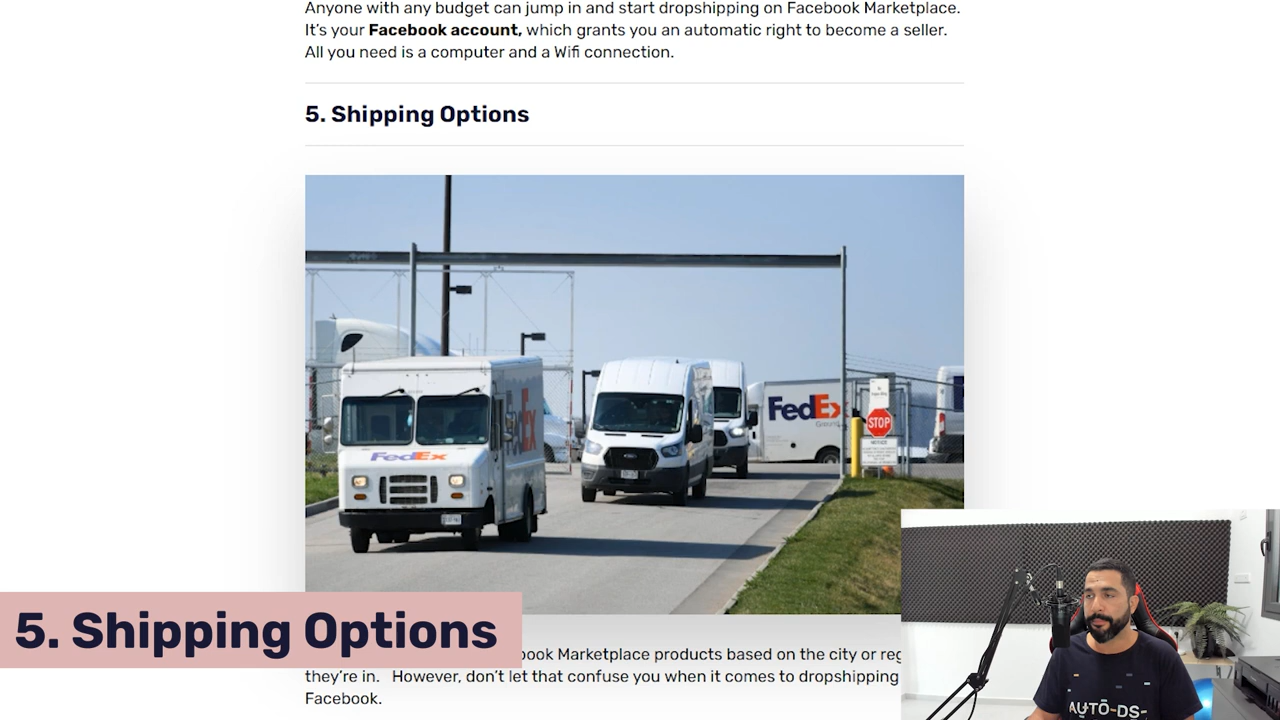 Anyone with any budget can jump in and start dropshipping on Facebook Marketplace.
It’s your Facebook account, which grants you an automatic right to become a seller.
All you need is a computer and a Wifi connection.
5. Shipping Options
FedEx
FedEx
Ex
Ground
STOP
NOTICE
5. Shipping Options
book Marketplace products based on the city or reg
they’re in. However, don’t let that confuse you when it comes to dropshipping
Facebook.
AUTO-DS-